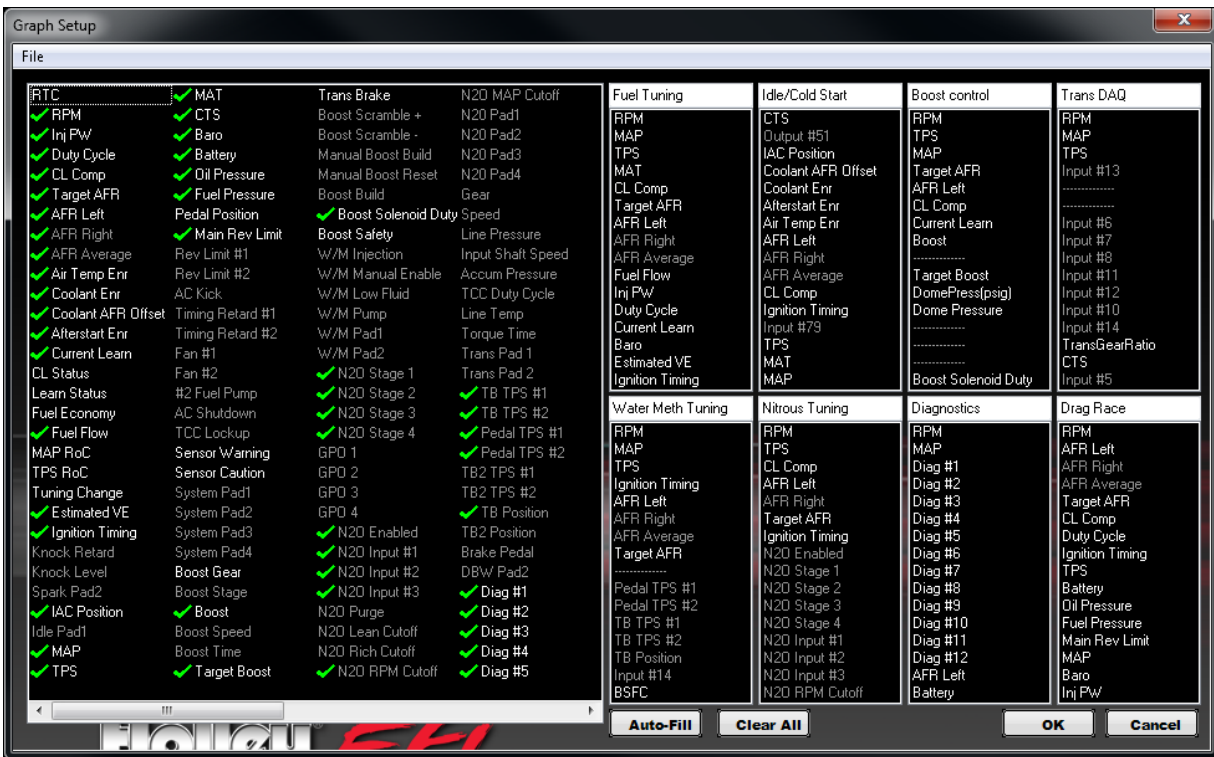 Graph Setup
File
RTC
RPM
Inj PW
Duty Cycle
CL Comp
Target AFR
AFR Left
AFR Right
AFR Average
Air Temp Enr
Coolant Enr
Coolant AFR Offset
Afterstart Enr
Current Learn
CL Status
Learn Status
Fuel Economy
Fuel Flow
MAP RoC
TPS RoC
Tuning Change
Estimated VE
Ignition Timing
Knock Retard
Knock Level
Spark Pad2
IAC Position
Idle Pad1
MAP
TPS
MAT
CTS
Baro
Battery
Oil Pressure
Fuel Pressure
Pedal Position
Main Rev Limit
Rev Limit #1
Rev Limit #2
AC Kick
Timing Retard #1
Timing Retard #2
Fan #1
Fan #2
#2 Fuel Pump
AC Shutdown
TCC Lockup
Sensor Warning
Sensor Caution
System Pad1
System Pad2
System Pad3
System Pad4
Boost Gear
Boost Stage
Boost
Boost Speed
Boost Time
Target Boost
Trans Brake
Boost Scramble +
Boost Scramble -
Manual Boost Build
Manual Boost Reset
Boost Build
Boost Solenoid Duty
Boost Safety
W/M Injection
W/M Manual Enable
W/M Low Fluid
W/M Pump
W/M Pad1
W/M Pad2
N2O Stage 1
N2O Stage 2
N2O Stage 3
N2O Stage 4
GPO 1
GPO 2
GPO 3
GPO 4
N2O Enabled
N2O Input #1
N2O Input #2
N2O Input #3
N2O Purge
N2O Lean Cutoff
N2O Rich Cutoff
N2O RPM Cutoff
N2O MAP Cutoff
N2O Pad1
N2O Pad2
N2O Pad3
N2O Pad4
Gear
Speed
Line Pressure
Input Shaft Speed
Accum Pressure
TCC Duty Cycle
Line Temp
Torque Time
Trans Pad 1
Trans Pad 2
TB TPS #1
TB TPS #2
Pedal TPS #1
Pedal TPS #2
TB2 TPS #1
TB2 TPS #2
TB Position
TB2 Position
Brake Pedal
DBW Pad2
Diag #1
Diag #2
Diag #3
Diag #4
Diag #5
Fuel Tuning
RPM
MAP
TPS
MAT
CL Comp
Target AFR
AFR Left
AFR Right
AFR Average
Fuel Flow
Inj PW
Duty Cycle
Current Learn
Baro
Estimated VE
Ignition Timing
Idle/Cold Start
CTS
Output #51
IAC Position
Coolant AFR Offset
Coolant Enr
Afterstart Enr
Air Temp Enr
AFR Left
AFR Right
AFR Average
CL Comp
Ignition Timing
Input #79
TPS
MAT
MAP
Boost control
RPM
TPS
MAP
Target AFR
AFR Left
CL Comp
Current Learn
Boost
--------------
Target Boost
DomePress(psig)
Dome Pressure
--------------
--------------
--------------
Boost Solenoid Duty
Trans DAQ
RPM
MAP
TPS
Input #13
--------------
--------------
Input #6
Input #7
Input #8
Input #11
Input #12
Input #10
Input #14
TransGearRatio
CTS
Input #5
Water Meth Tuning
RPM
MAP
TPS
Ignition Timing
AFR Left
AFR Right
AFR Average
Target AFR
--------------
Pedal TPS #1
Pedal TPS #2
TB TPS #1
TB TPS #2
TB Position
Input #14
BSFC
Nitrous Tuning
RPM
TPS
CL Comp
AFR Left
AFR Right
Target AFR
Ignition Timing
N2O Enabled
N2O Stage 1
N2O Stage 2
N2O Stage 3
N2O Stage 4
N2O Input #1
N2O Input #2
N2O Input #3
N2O RPM Cutoff
Diagnostics
RPM
MAP
Diag #1
Diag #2
Diag #3
Diag #4
Diag #5
Diag #6
Diag #7
Diag #8
Diag #9
Diag #10
Diag #11
Diag #12
AFR Left
Battery
Drag Race
RPM
AFR Left
AFR Right
AFR Average
Target AFR
CL Comp
Duty Cycle
Ignition Timing
TPS
Battery
Oil Pressure
Fuel Pressure
Main Rev Limit
MAP
Baro
Inj PW
Holley EFI
Auto-Fill
Clear All
OK
Cancel